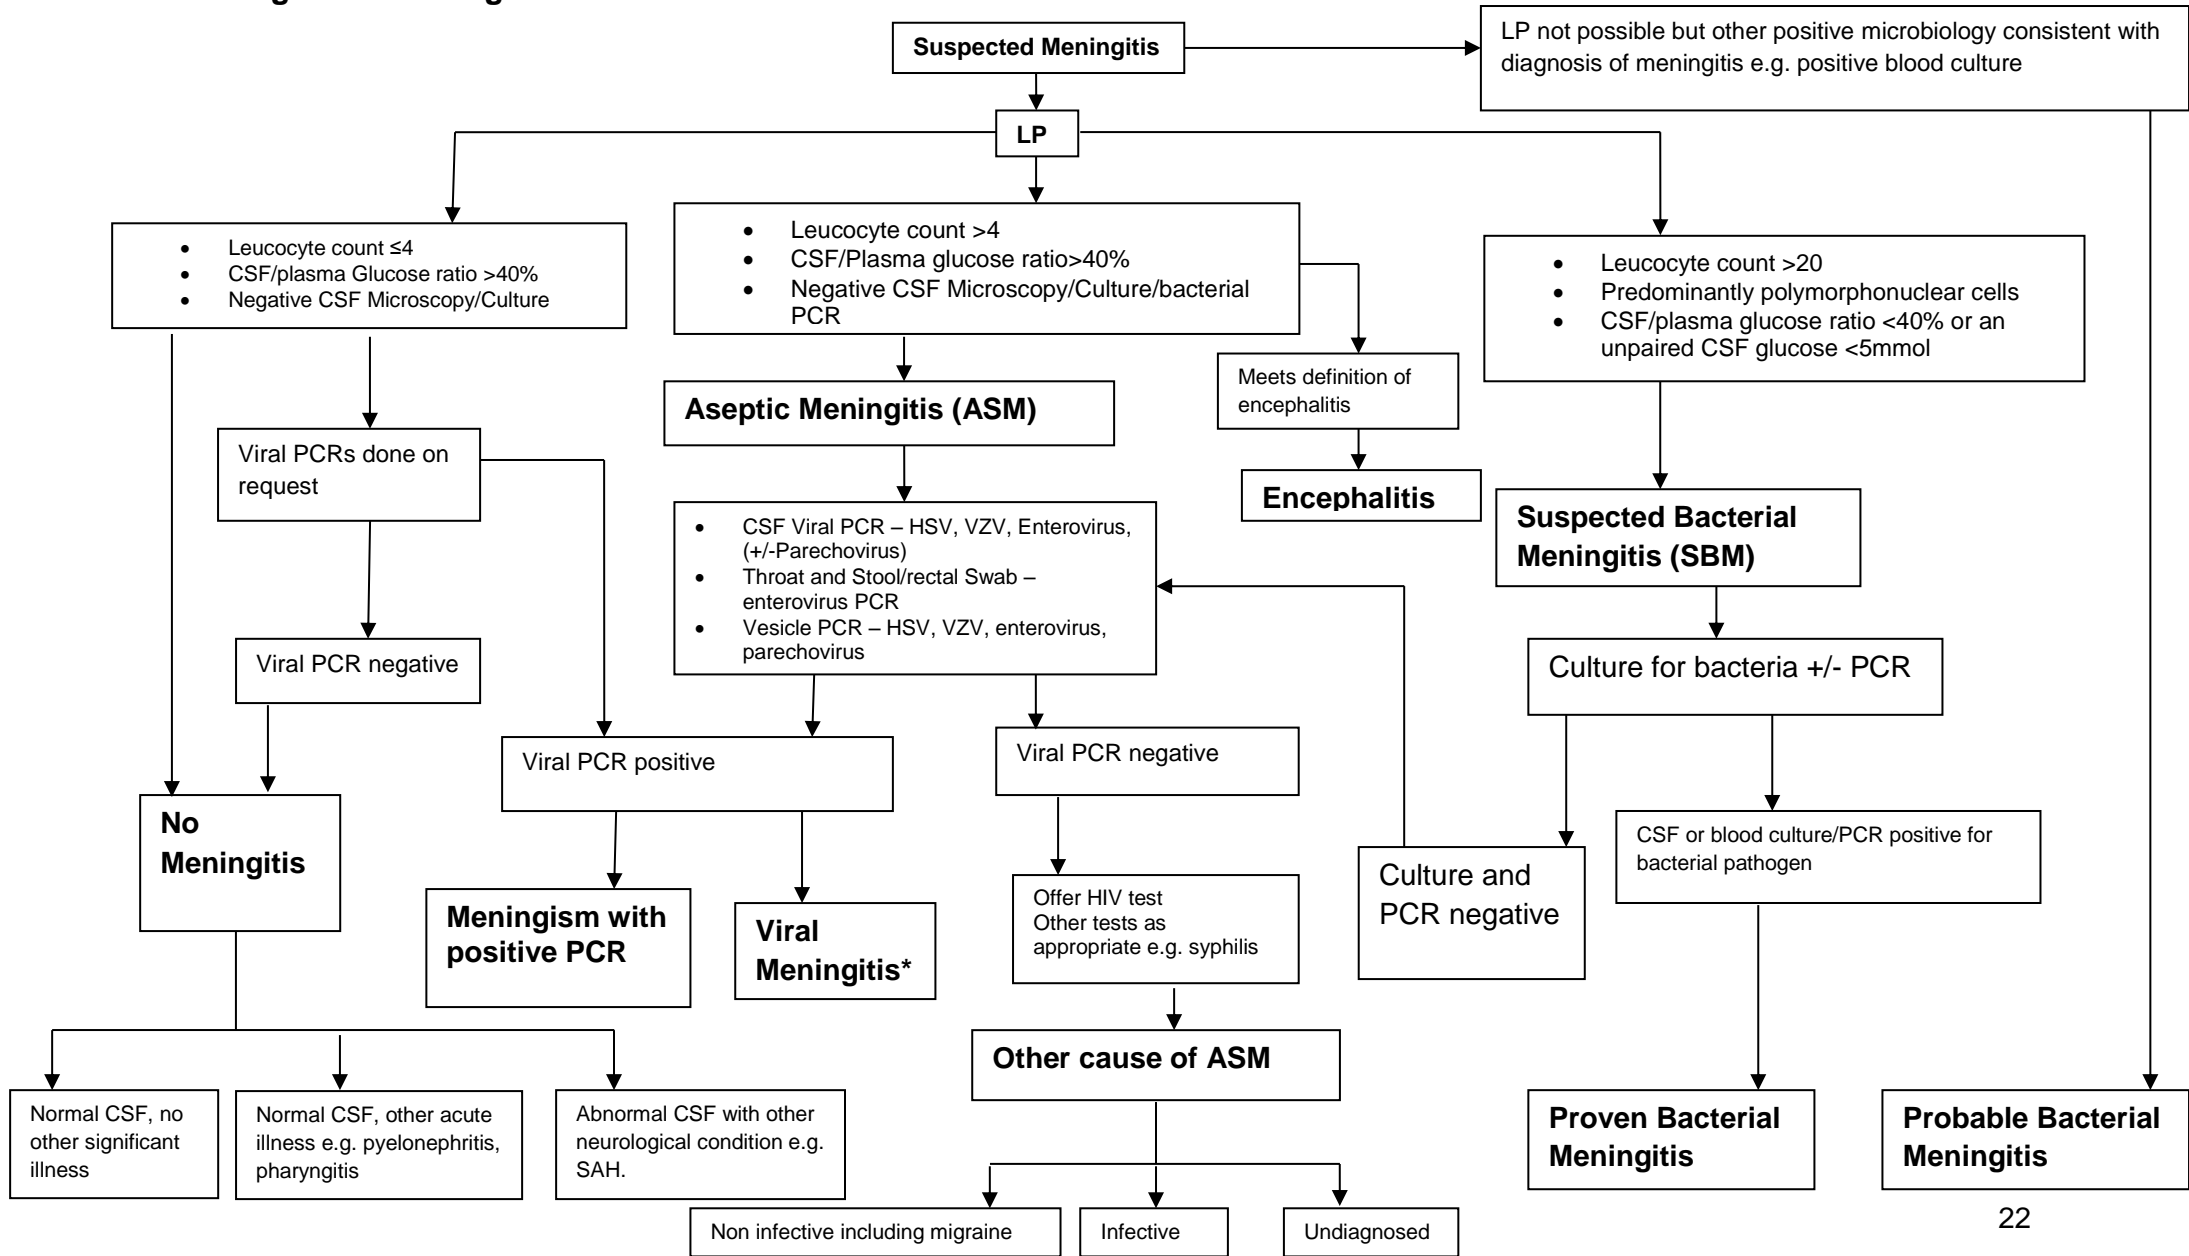 Suspected Meningitis
LP not possible but other positive microbiology consistent with
diagnosis of meningitis e.g. positive blood culture
LP
• Leucocyte count ≤4
• CSF/plasma Glucose ratio >40%
• Negative CSF Microscopy/Culture
• Leucocyte count >4
• CSF/Plasma glucose ratio>40%
• Negative CSF Microscopy/Culture/bacterial
PCR
• Leucocyte count >20
• Predominantly polymorphonuclear cells
• CSF/plasma glucose ratio <40% or an
unpaired CSF glucose <5mmol
Meets definition of
encephalitis
Aseptic Meningitis (ASM)
Viral PCRs done on
request
Encephalitis
Suspected Bacterial
Meningitis (SBM)
• CSF Viral PCR – HSV, VZV, Enterovirus,
(+/-Parechovirus)
• Throat and Stool/rectal Swab –
enterovirus PCR
• Vesicle PCR – HSV, VZV, enterovirus,
parechovirus
Viral PCR negative
Culture for bacteria +/- PCR
Viral PCR positive
Viral PCR negative
No
Meningitis
CSF or blood culture/PCR positive for
bacterial pathogen
Culture and
PCR negative
Meningism with
positive PCR
Viral
Meningitis*
Offer HIV test
Other tests as
appropriate e.g. syphilis
Other cause of ASM
Normal CSF, no
other significant
illness
Normal CSF, other acute
illness e.g. pyelonephritis,
pharyngitis
Abnormal CSF with other
neurological condition e.g.
SAH.
Proven Bacterial
Meningitis
Probable Bacterial
Meningitis
Non infective including migraine
Infective
Undiagnosed
22